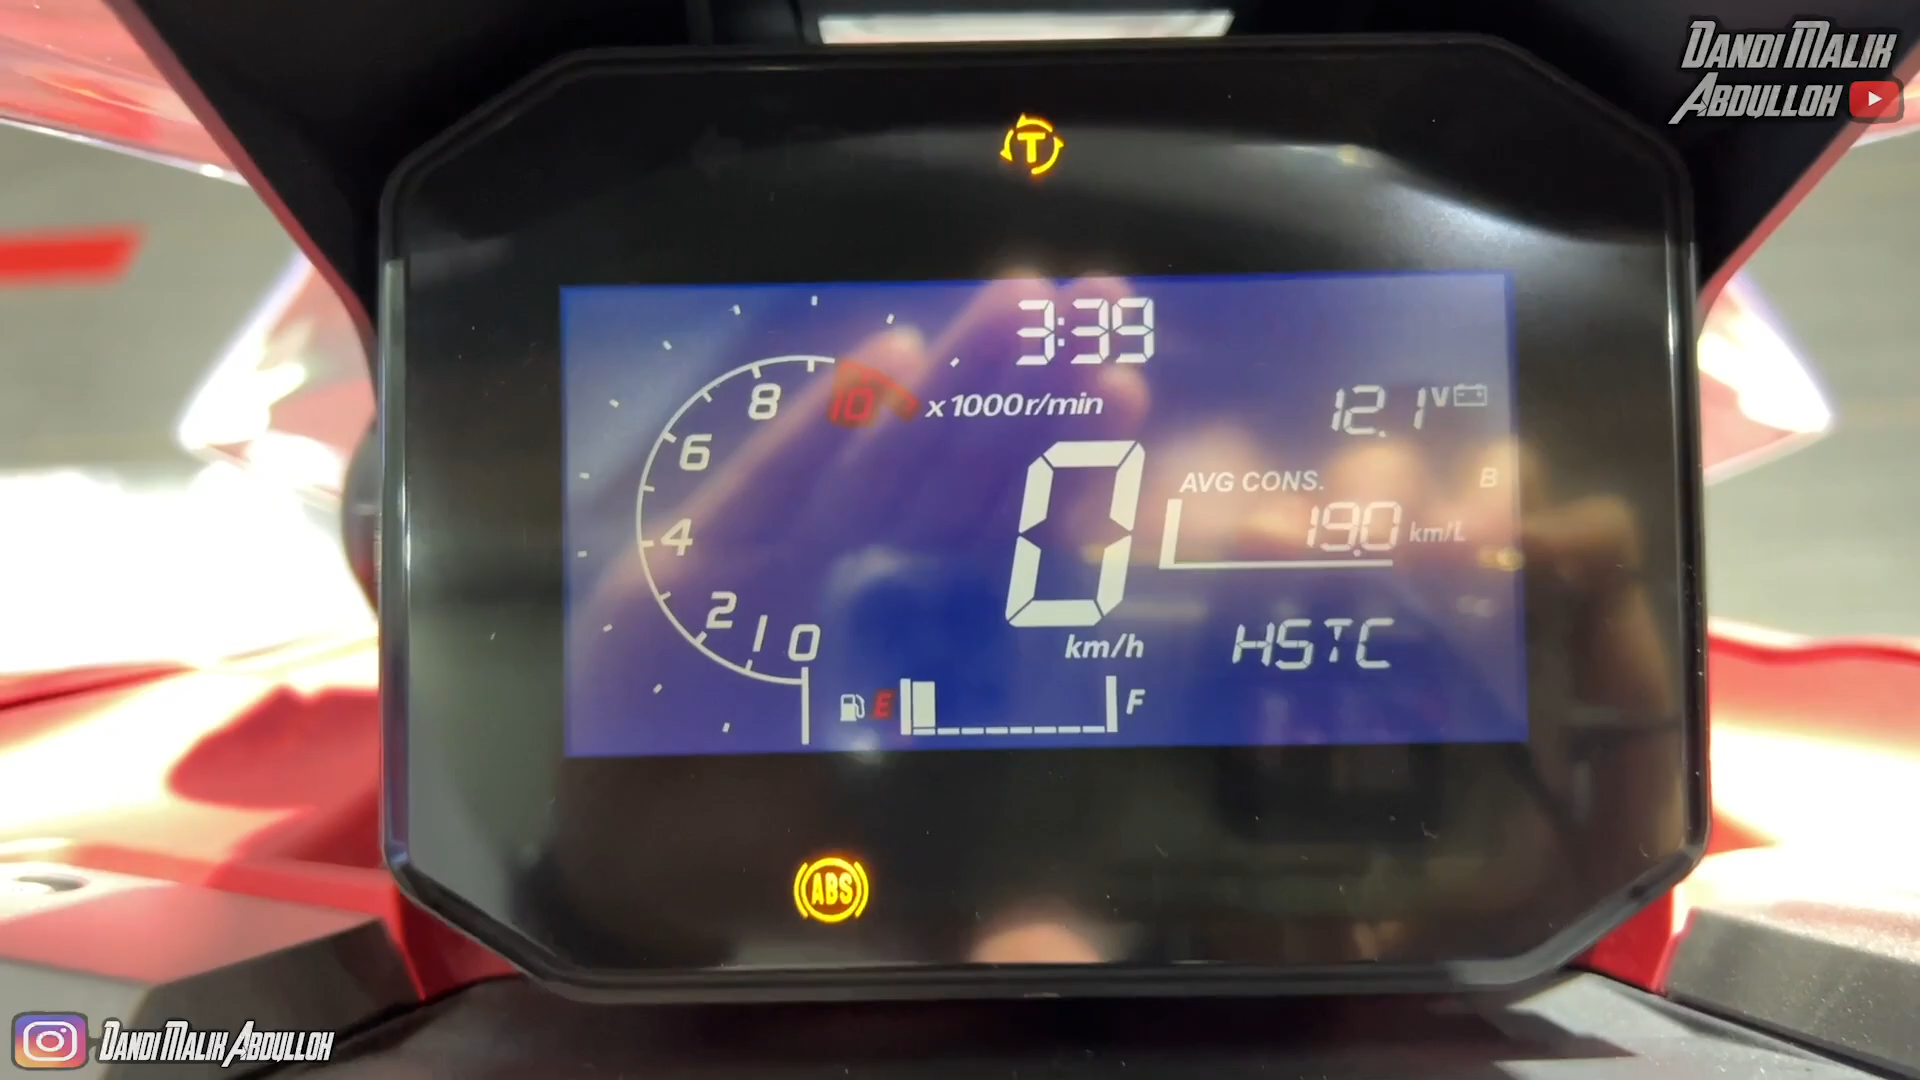 DANDI MALIK
ABDULLOH
T
3:39
8
10
x1000r/min
12.1 V
6
AVG CONS.
B
0
19.0 km/L
4
2
1
0
km/h
HSTC
E
F
ABS
DANDI MALIK ABDULLOH